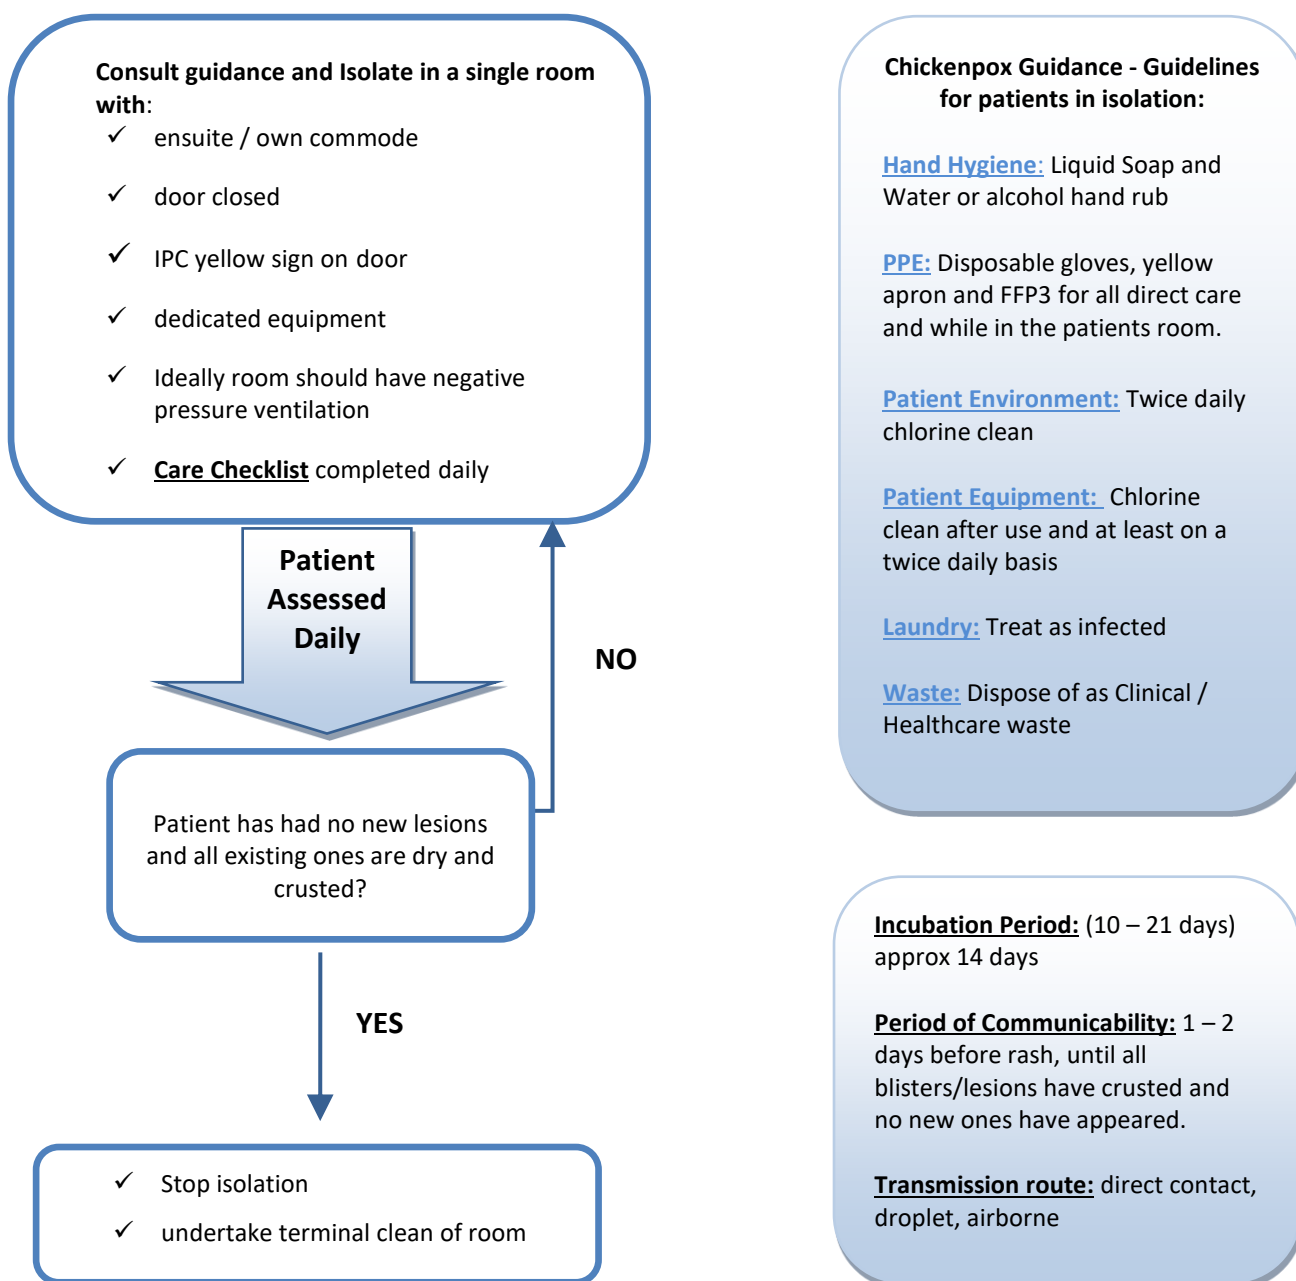 Consult guidance and Isolate in a single room
with:
✓ ensuite / own commode
✓ door closed
✓ IPC yellow sign on door
✓ dedicated equipment
✓ Ideally room should have negative
pressure ventilation
✓ Care Checklist completed daily
Patient
Assessed
Daily
NO
Patient has had no new lesions
and all existing ones are dry and
crusted?
YES
✓ Stop isolation
✓ undertake terminal clean of room
Chickenpox Guidance - Guidelines
for patients in isolation:
Hand Hygiene: Liquid Soap and
Water or alcohol hand rub
PPE: Disposable gloves, yellow
apron and FFP3 for all direct care
and while in the patients room.
Patient Environment: Twice daily
chlorine clean
Patient Equipment: Chlorine
clean after use and at least on a
twice daily basis
Laundry: Treat as infected
Waste: Dispose of as Clinical /
Healthcare waste
Incubation Period: (10 – 21 days)
approx 14 days
Period of Communicability: 1 – 2
days before rash, until all
blisters/lesions have crusted and
no new ones have appeared.
Transmission route: direct contact,
droplet, airborne